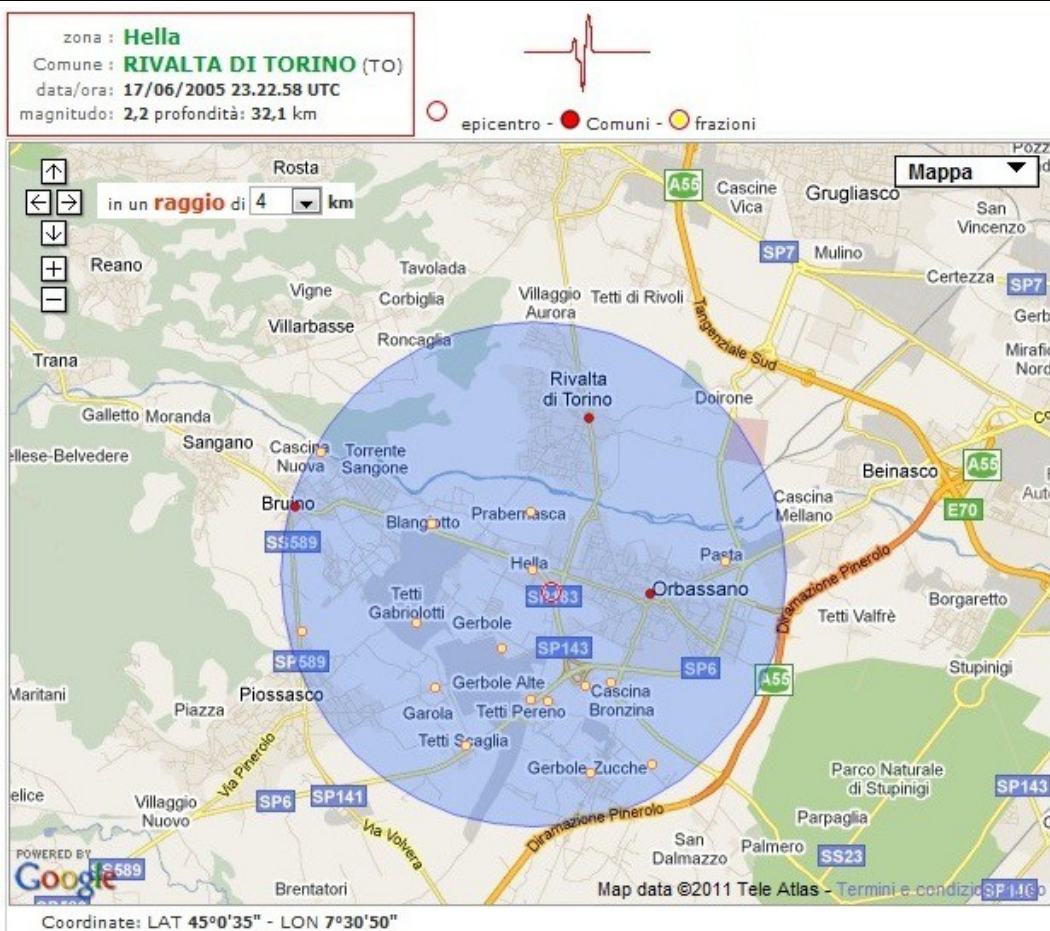 zona : Hella
Comune : RIVALTA DI TORINO (TO)
data/ora: 17/06/2005 23.22.58 UTC
magnitudo: 2,2 profondità: 32,1 km
epicentro - Comuni - frazioni
Mappa
in un raggio di 4 km
Rosta
A55
Cascine
Vica
Grugliasco
San
Vincenzo
SP7
Mulino
Certezza
SP7
Reano
Tavolada
Vigne
Corbiglia
Villaggio
Aurora
Tetti di Rivoli
Villarbasse
Roncaglia
Tangenziale Sud
Trana
Rivalta
di Torino
Doirone
Galletto
Moranda
Sangano
Cascina
Nuova
Torrente
Sangone
Beinasco
A55
E70
Bruino
Blangiotto
Prabernasca
Cascina
Mellano
SS589
Hella
Pasta
Orbassano
Diramazione Pinerolo
Borgaretto
Tetti
Gabriolotti
Gerbole
Tetti Valfrè
SP143
SP6
SP589
Stupinigi
A55
Maritani
Piossasco
Piazza
Gerbole Alte
Garola
Tetti Pereno
Cascina
Bronzina
Tetti Scaglia
Gerbole Zucche
Via Pinerolo
Parco Naturale
di Stupinigi
SP143
Villaggio
Nuovo
SP6
SP141
Parpaglia
Diramazione Pinerolo
Via Volvera
San
Dalmazzo
Palmero
SS23
POWERED BY
Google
Brentatori
Map data ©2011 Tele Atlas -
Coordinate: LAT 45°0'35" - LON 7°30'50"